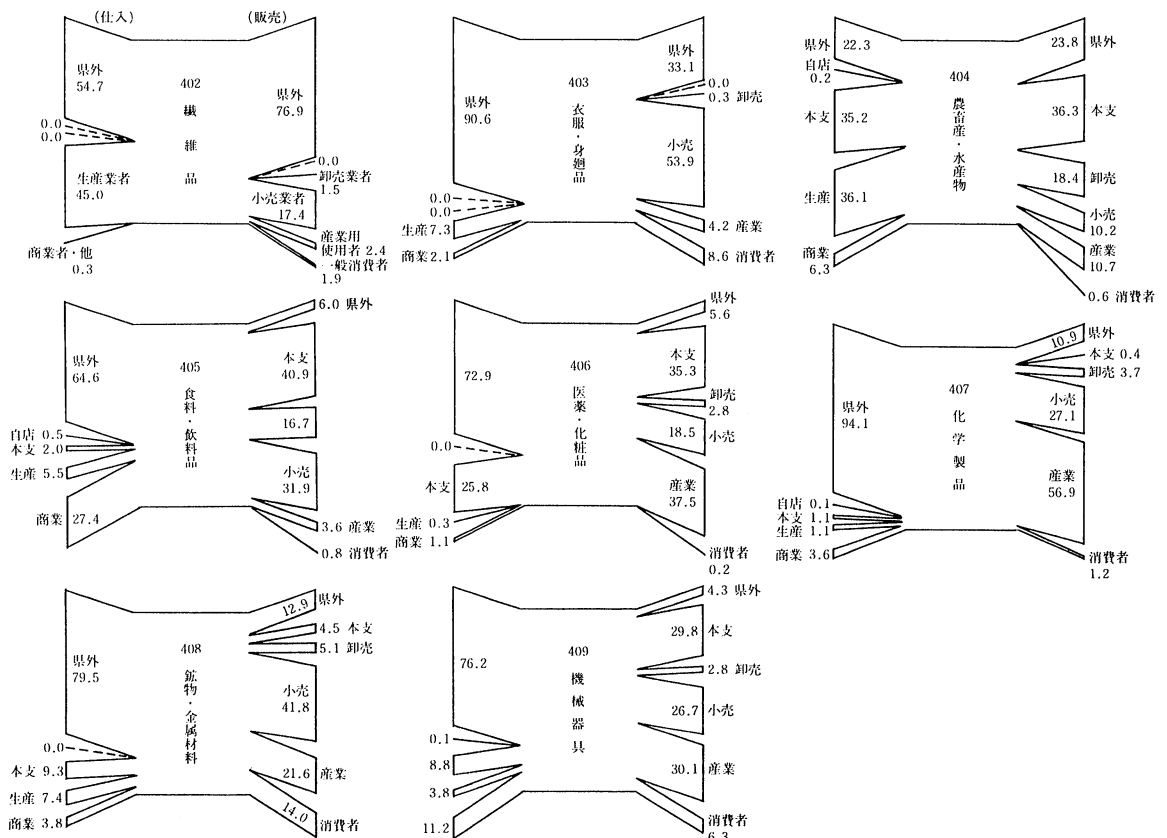 (仕入)
(販売)
県外
54.7
0.0
0.0
生産業者
45.0
商業者・他
0.3
402
繊維品
県外
76.9
0.0
卸売業者
1.5
小売業者
17.4
産業用
使用者 2.4
一般消費者
1.9
県外
90.6
0.0
0.0
生産 7.3
商業 2.1
403
衣服・身廻品
県外
33.1
0.0
0.3 卸売
小売
53.9
4.2 産業
8.6 消費者
県外 22.3
自店
0.2
本支 35.2
生産 36.1
商業
6.3
404
農畜産・水産物
23.8 県外
36.3 本支
18.4 卸売
小売
10.2
産業
10.7
0.6 消費者
県外
64.6
自店 0.5
本支 2.0
生産 5.5
商業 27.4
405
食料・飲料品
6.0 県外
本支
40.9
16.7
小売
31.9
3.6 産業
0.8 消費者
72.9
0.0
本支 25.8
生産 0.3
商業 1.1
406
医薬・化粧品
県外
5.6
本支
35.3
卸売
2.8
18.5 小売
産業
37.5
消費者
0.2
県外
94.1
自店 0.1
本支 1.1
生産 1.1
商業 3.6
407
化学製品
10.9 県外
本支 0.4
卸売 3.7
小売
27.1
産業
56.9
消費者
1.2
県外
79.5
0.0
本支 9.3
生産 7.4
商業 3.8
408
鉱物・金属材料
12.9 県外
4.5 本支
5.1 卸売
小売
41.8
21.6 産業
14.0 消費者
76.2
0.1
8.8
3.8
11.2
409
機械器具
4.3 県外
29.8 本支
2.8 卸売
26.7 小売
30.1 産業
消費者
6.3